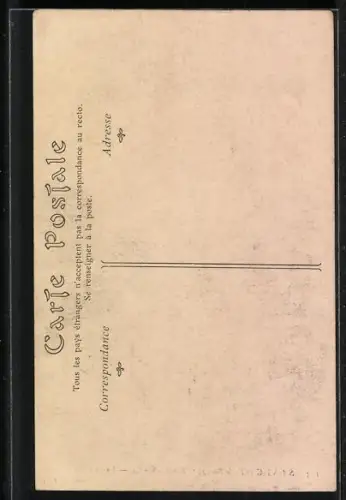 Carte Postale
Tous les pays étrangers n'acceptent pas la correspondance au recto.
Se renseigner à la poste.
Correspondance
Adresse